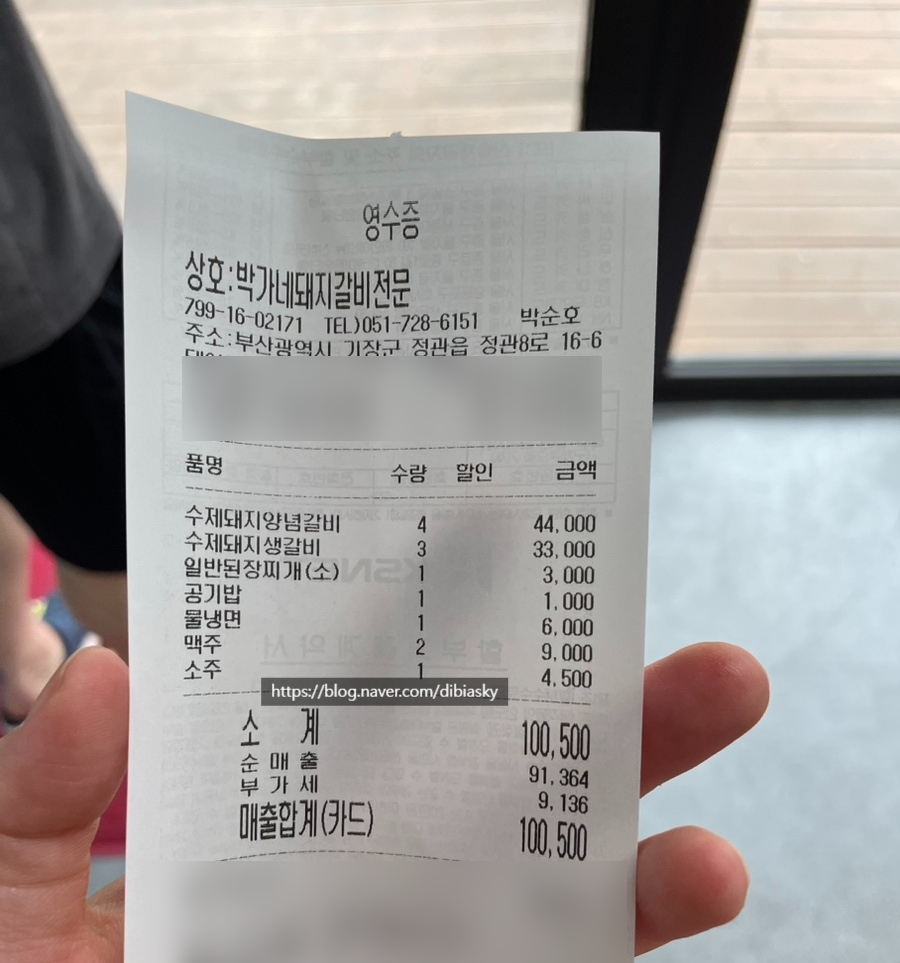 영수증
상호:박가네돼지갈비전문
799-16-02171 TEL)051-728-6151 박순호
주소:부산광역시 기장군 정관읍 정관8로 16-6
품명 수량 할인 금액
수제돼지양념갈비 4 44,000
수제돼지생갈비 3 33,000
일반된장찌개(소) 1 3,000
공기밥 1 1,000
물냉면 1 6,000
맥주 2 9,000
소주 1 4,500
https://blog.naver.com/dibiasky
소 계 100,500
순 매 출 91,364
부 가 세 9,136
매출합계(카드) 100,500